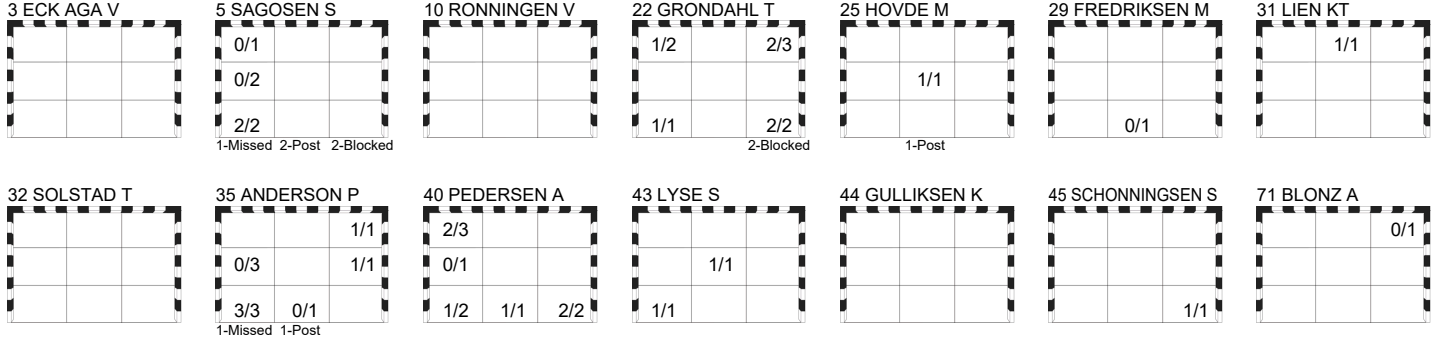 3 ECK AGA V 5 SAGOSEN S 10 RONNINGEN V 22 GRONDAHL T 25 HOVDE M 29 FREDRIKSEN M 31 LIEN KT
0/1 1/2 2/3 1/1
0/2 1/1
2/2 1/1 2/2 0/1
1-Missed 2-Post 2-Blocked 2-Blocked 1-Post
32 SOLSTAD T 35 ANDERSON P 40 PEDERSEN A 43 LYSE S 44 GULLIKSEN K 45 SCHONNINGSEN S 71 BLONZ A
1/1 2/3 0/1
0/3 1/1 0/1 1/1
3/3 0/1 1/2 1/1 2/2 1/1 1/1
1-Missed 1-Post